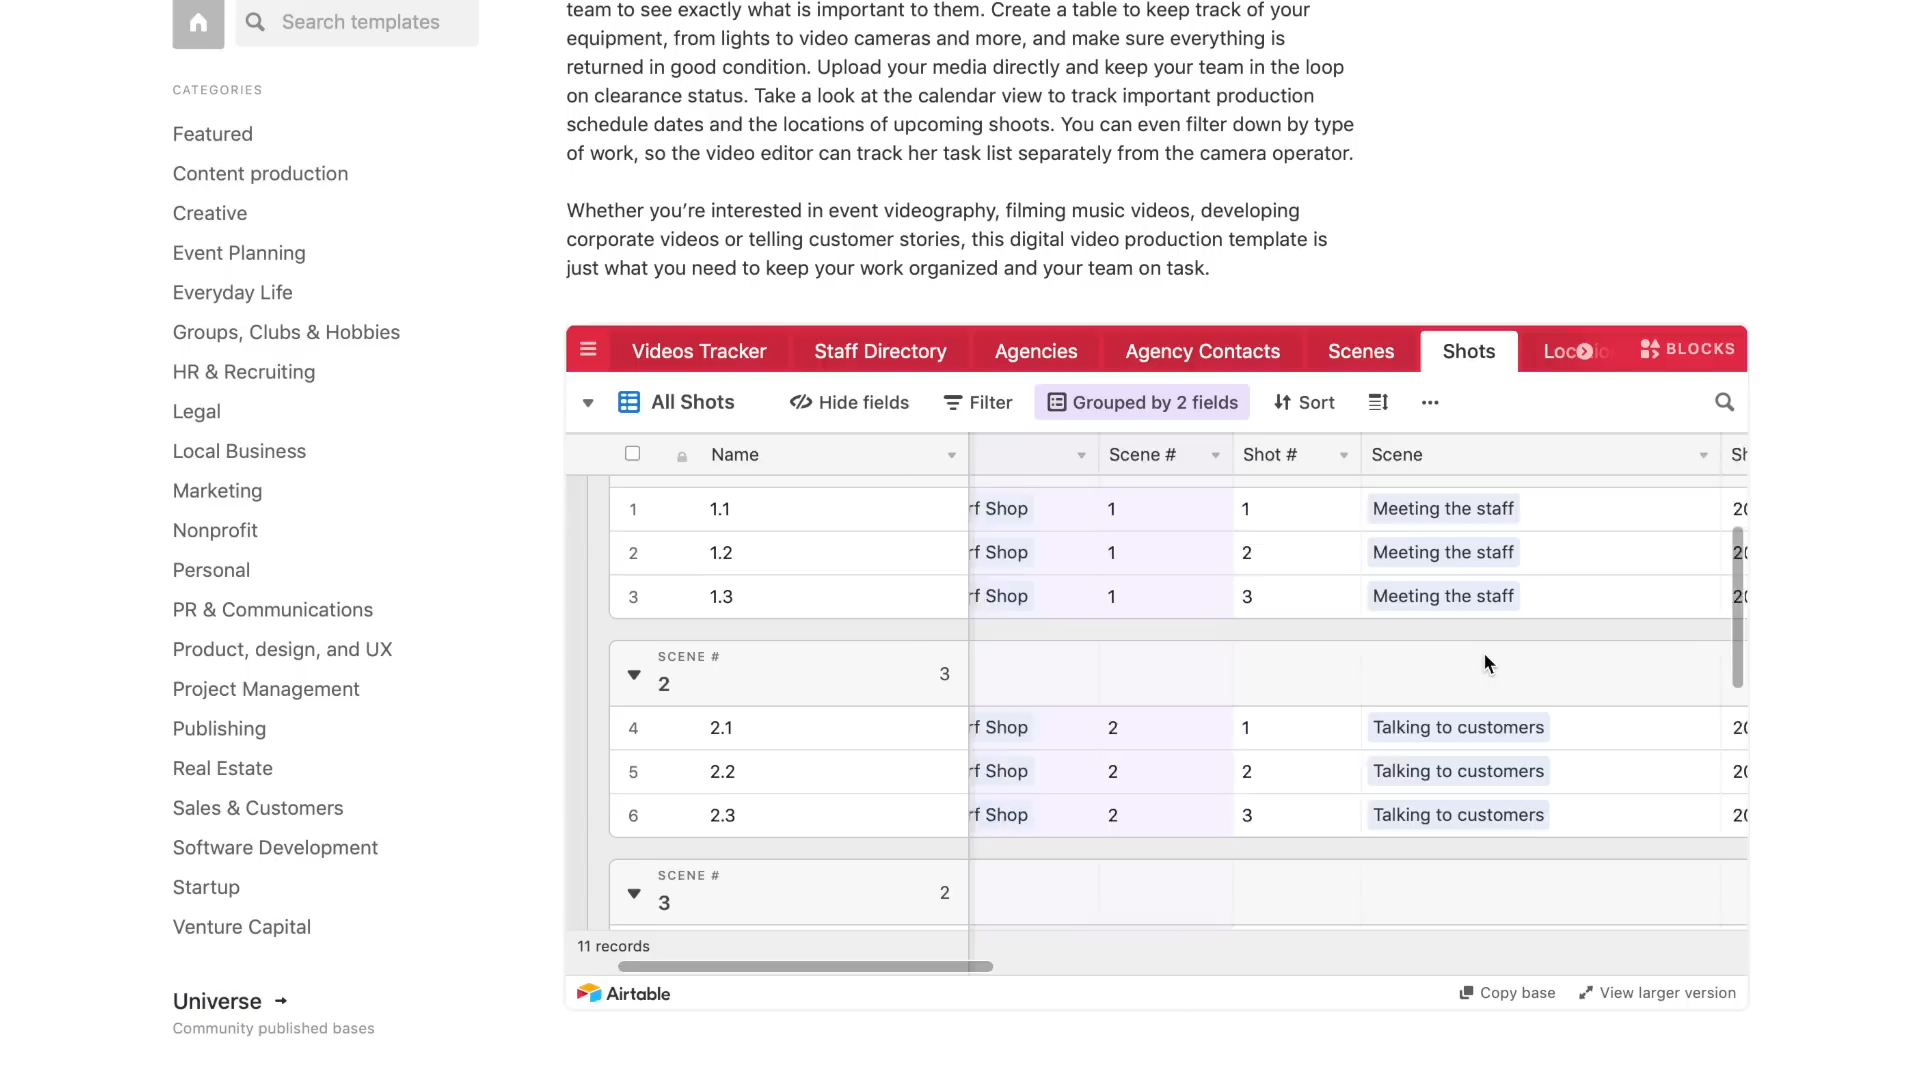 Search templates
CATEGORIES
Featured
Content production
Creative
Event Planning
Everyday Life
Groups, Clubs & Hobbies
HR & Recruiting
Legal
Local Business
Marketing
Nonprofit
Personal
PR & Communications
Product, design, and UX
Project Management
Publishing
Real Estate
Sales & Customers
Software Development
Startup
Venture Capital
Universe →
Community published bases
team to see exactly what is important to them. Create a table to keep track of your
equipment, from lights to video cameras and more, and make sure everything is
returned in good condition. Upload your media directly and keep your team in the loop
on clearance status. Take a look at the calendar view to track important production
schedule dates and the locations of upcoming shoots. You can even filter down by type
of work, so the video editor can track her task list separately from the camera operator.
Whether you’re interested in event videography, filming music videos, developing
corporate videos or telling customer stories, this digital video production template is
just what you need to keep your work organized and your team on task.
Videos Tracker Staff Directory Agencies Agency Contacts Scenes Shots BLOCKS
All Shots Hide fields Filter Grouped by 2 fields Sort
Name Scene # Shot # Scene
1 1.1 rf Shop 1 1 Meeting the staff
2 1.2 rf Shop 1 2 Meeting the staff
3 1.3 rf Shop 1 3 Meeting the staff
SCENE #
2 3
4 2.1 rf Shop 2 1 Talking to customers
5 2.2 rf Shop 2 2 Talking to customers
6 2.3 rf Shop 2 3 Talking to customers
SCENE #
3 2
11 records
Airtable Copy base View larger version